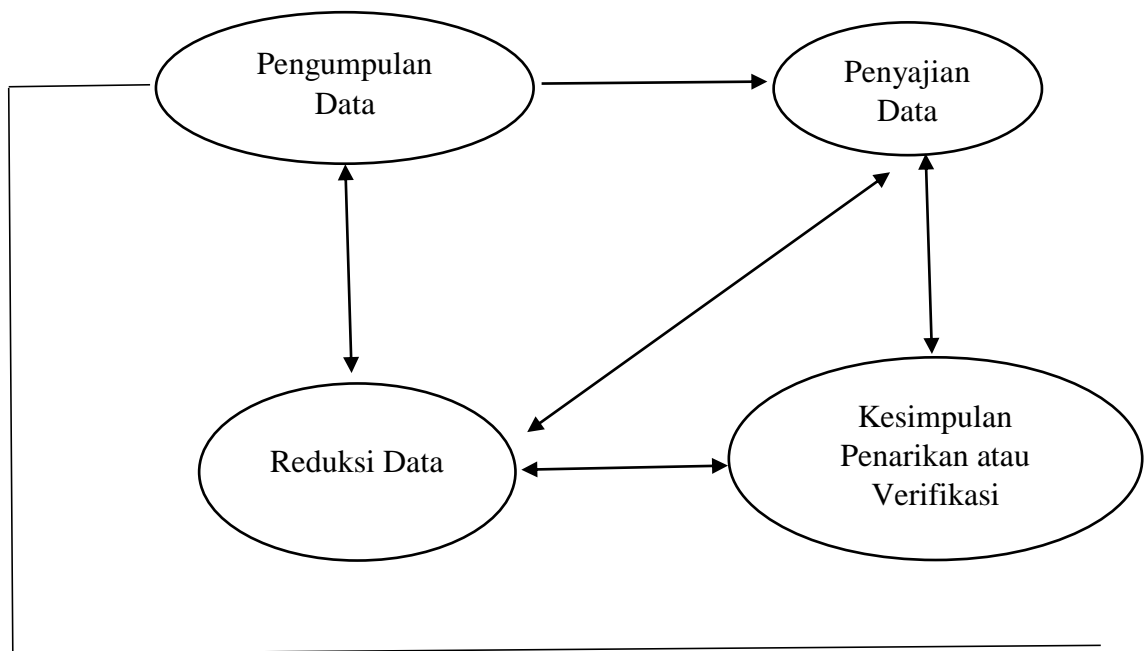 Pengumpulan
Data
Penyajian
Data
Reduksi Data
Kesimpulan
Penarikan atau
Verifikasi